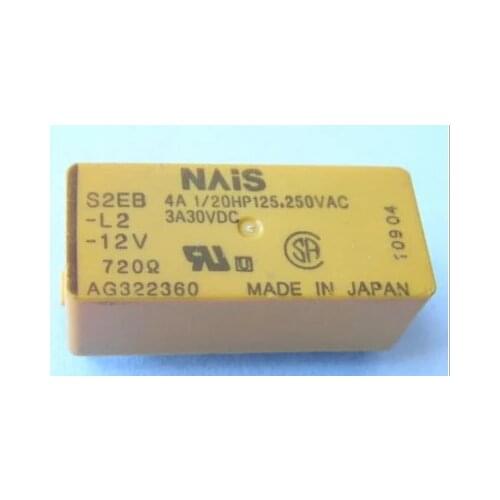 NAiS
S2EB 4A 1/20HP125.250VAC
-L2 3A30VDC
-12V
720Ω
AG322360 MADE IN JAPAN
10904